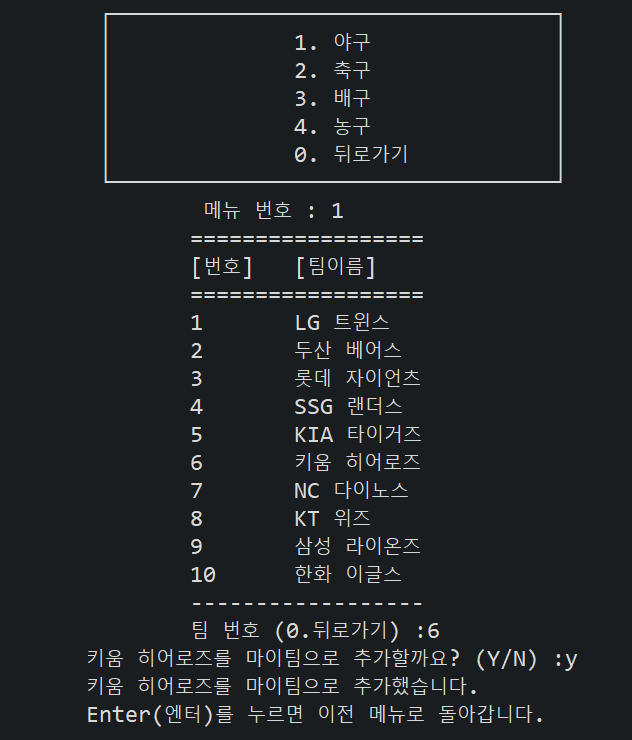 1. 야구
2. 축구
3. 배구
4. 농구
0. 뒤로가기
메뉴 번호 : 1
==================
[번호] [팀이름]
==================
1 LG 트윈스
2 두산 베어스
3 롯데 자이언츠
4 SSG 랜더스
5 KIA 타이거즈
6 키움 히어로즈
7 NC 다이노스
8 KT 위즈
9 삼성 라이온즈
10 한화 이글스
------------------
팀 번호 (0.뒤로가기) :6
키움 히어로즈를 마이팀으로 추가할까요? (Y/N) :y
키움 히어로즈를 마이팀으로 추가했습니다.
Enter(엔터)를 누르면 이전 메뉴로 돌아갑니다.